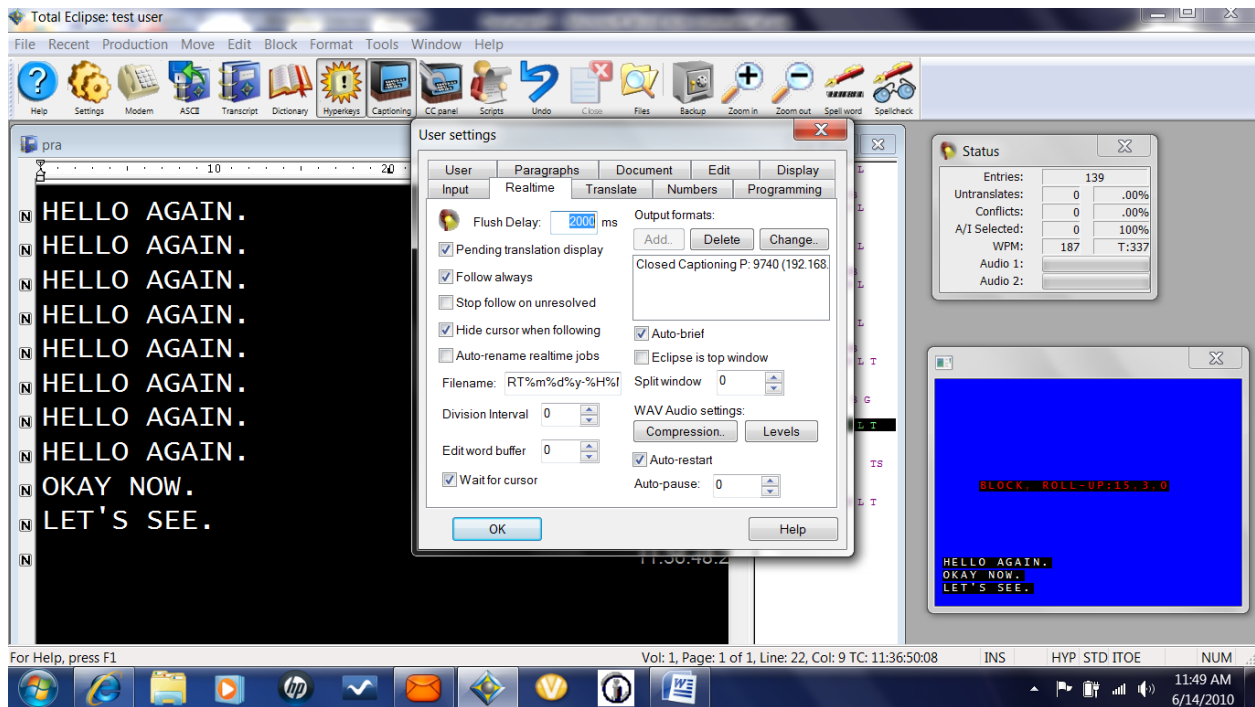 Total Eclipse: test user
File Recent Production Move Edit Block Format Tools Window Help
Help Settings Modem ASCII Transcript Dictionary Hyperkeys Captioning CC panel Scripts Undo Close Files Backup Zoom in Zoom out Spell word Spellcheck
pra
10 20
HELLO AGAIN.
HELLO AGAIN.
HELLO AGAIN.
HELLO AGAIN.
HELLO AGAIN.
HELLO AGAIN.
HELLO AGAIN.
HELLO AGAIN.
OKAY NOW.
LET'S SEE.
User settings
User Paragraphs Document Edit Display
Input Realtime Translate Numbers Programming
Flush Delay: 2000 ms
Pending translation display
Follow always
Stop follow on unresolved
Hide cursor when following
Auto-rename realtime jobs
Filename: RT%m%d%y-%H%
Division Interval 0
Edit word buffer 0
Wait for cursor
Output formats:
Add.. Delete Change..
Closed Captioning P: 9740 (192.168.
Auto-brief
Eclipse is top window
Split window 0
WAV Audio settings:
Compression.. Levels
Auto-restart
Auto-pause: 0
OK Help
L
L
L
L
L
L T
G
L T
TS
L T
Status
Entries: 139
Untranslates: 0 .00%
Conflicts: 0 .00%
A/I Selected: 0 100%
WPM: 187 T:337
Audio 1:
Audio 2:
BLOCK. ROLL-UP:15,3,0
HELLO AGAIN.
OKAY NOW.
LET'S SEE.
For Help, press F1
Vol: 1, Page: 1 of 1, Line: 22, Col: 9 TC: 11:36:50:08 INS HYP STD ITOE NUM
hp
W
11:49 AM
6/14/2010